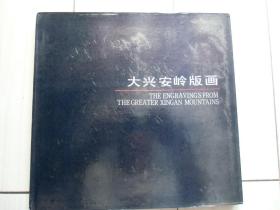 大兴安岭版画
THE ENGRAVINGS FROM
THE GREATER XINGAN MOUNTAINS